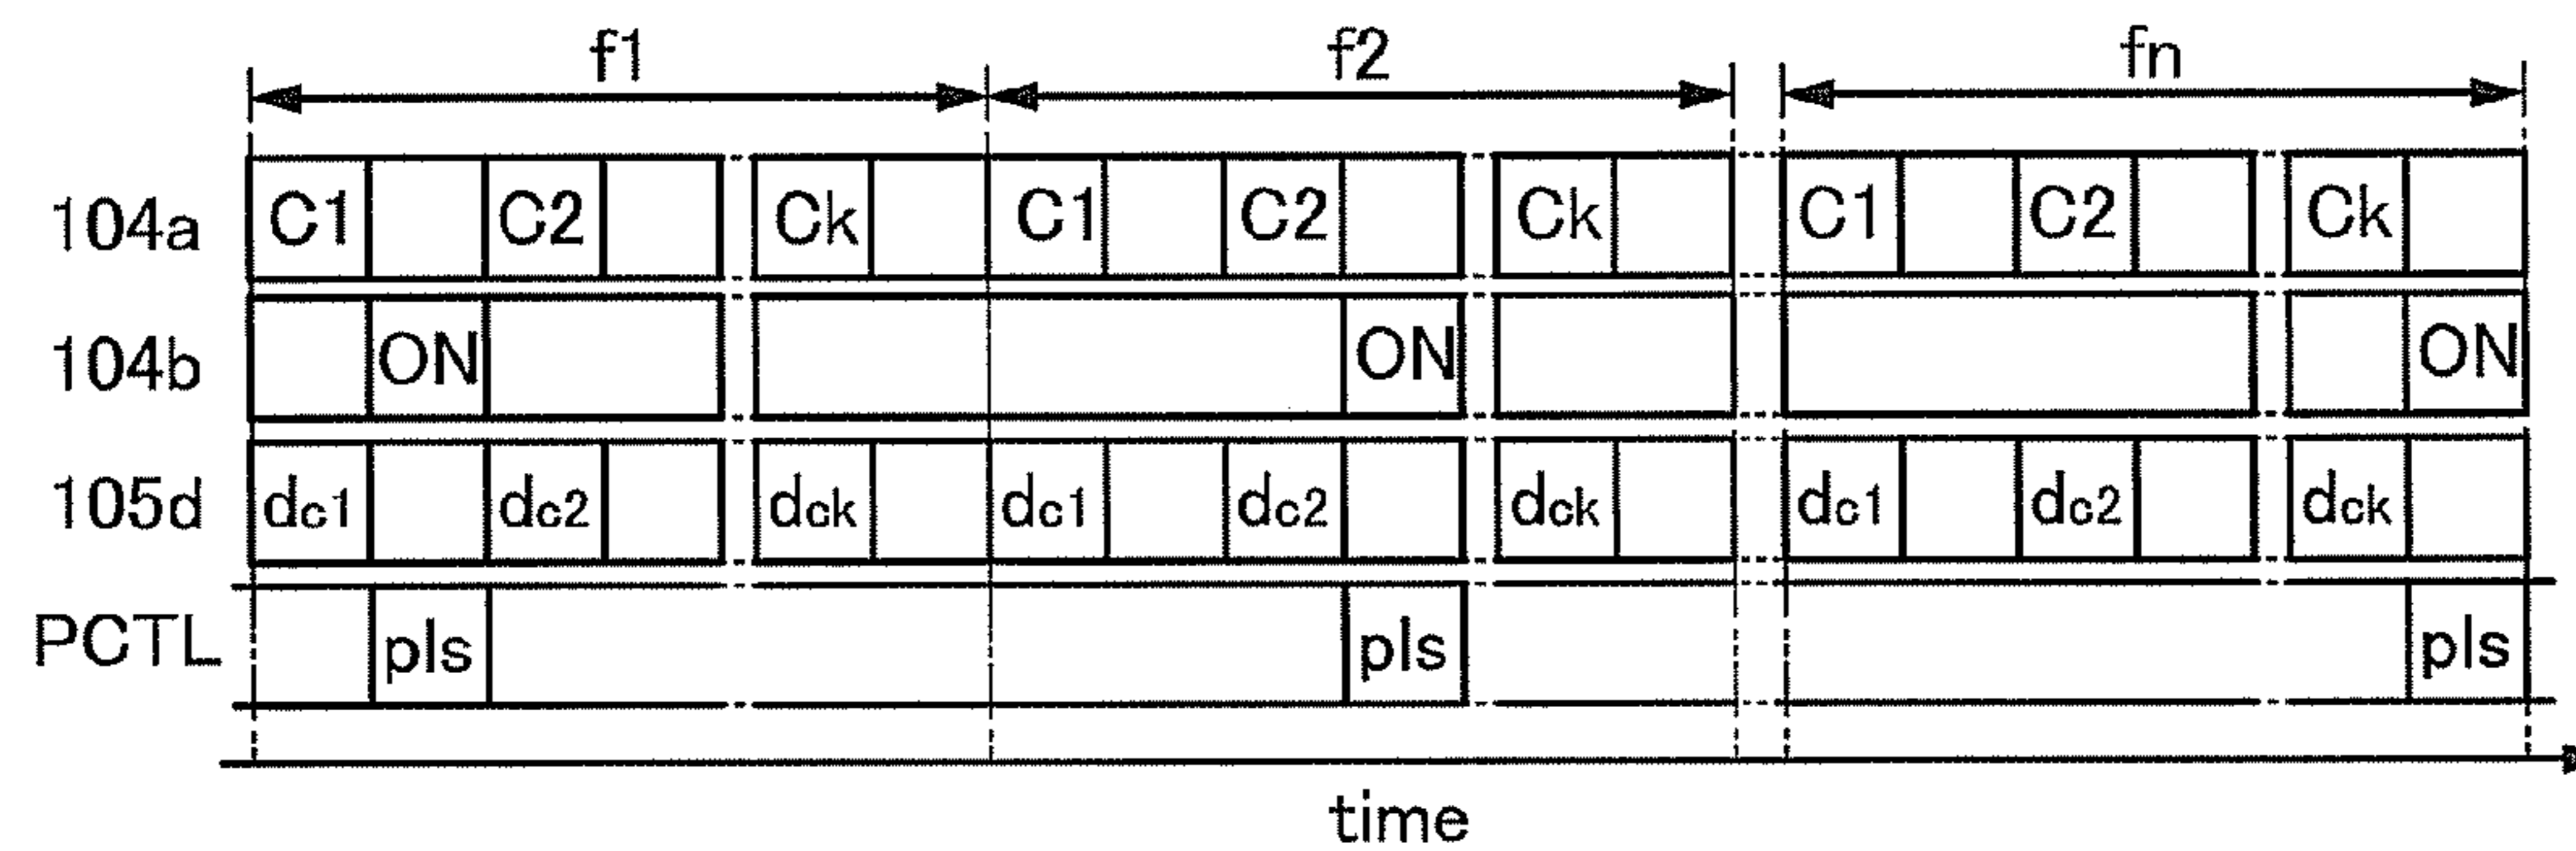 f1 f2 fn
104a C1 C2 Ck C1 C2 Ck C1 C2 Ck
104b ON ON ON
105d dc1 dc2 dck dc1 dc2 dck dc1 dc2 dck
PCTL pls pls pls
time